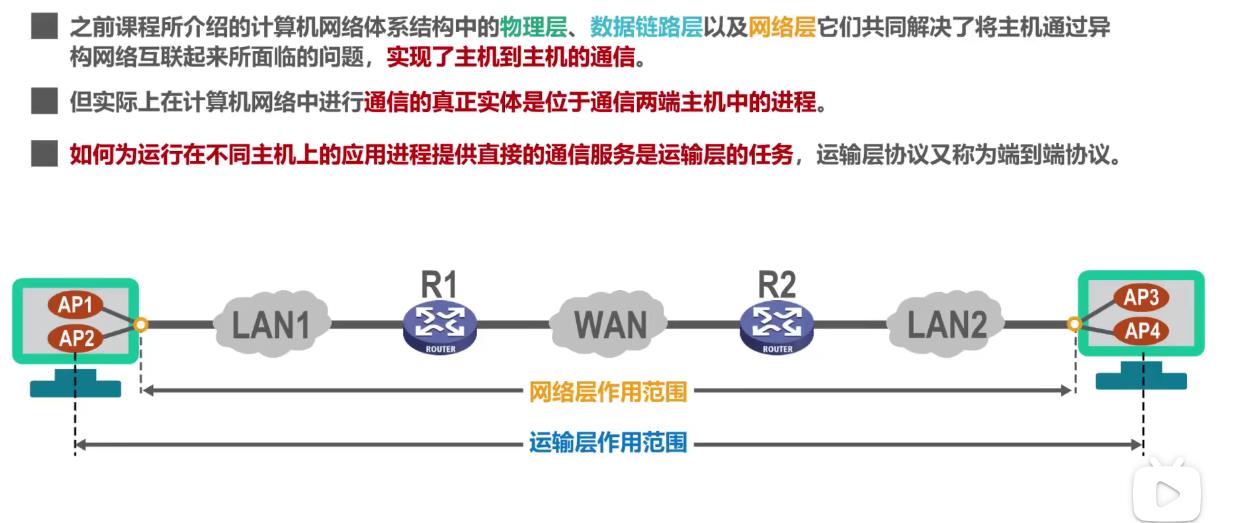 之前课程所介绍的计算机网络体系结构中的物理层、数据链路层以及网络层它们共同解决了将主机通过异
构网络互联起来所面临的问题，实现了主机到主机的通信。
但实际上在计算机网络中进行通信的真正实体是位于通信两端主机中的进程。
如何为运行在不同主机上的应用进程提供直接的通信服务是运输层的任务，运输层协议又称为端到端协议。
R1
R2
AP1
AP2
LAN1
ROUTER
WAN
ROUTER
LAN2
AP3
AP4
网络层作用范围
运输层作用范围